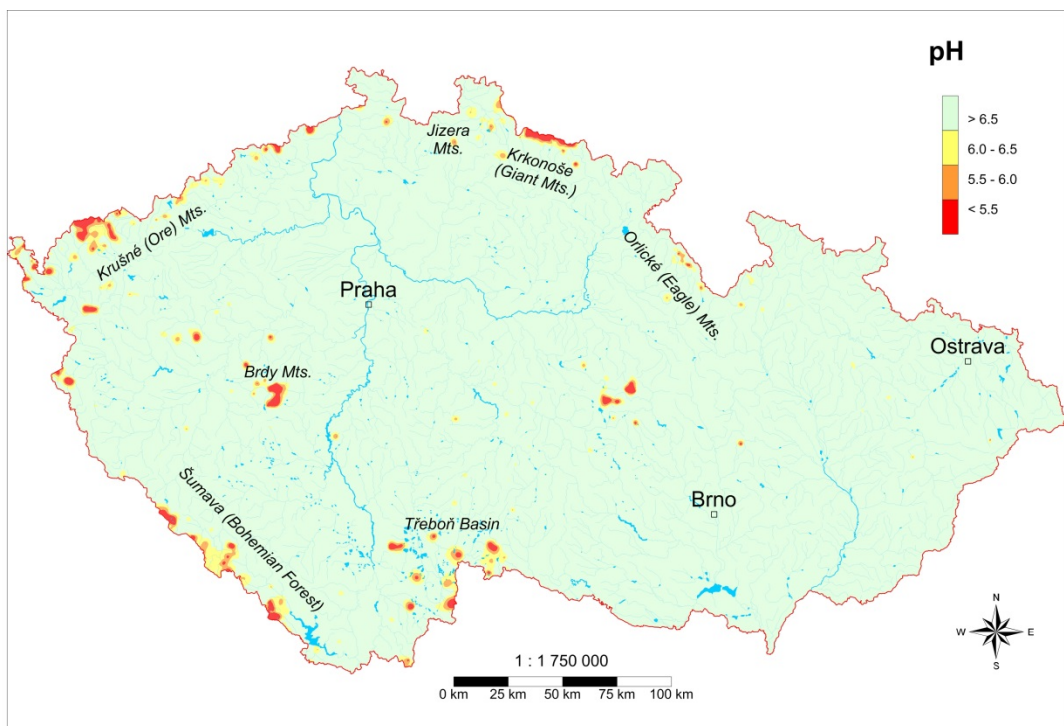 pH
> 6.5
6.0 - 6.5
5.5 - 6.0
< 5.5
Jizera
Mts.
Krkonoše
(Giant Mts.)
Krušné (Ore) Mts.
Orlické (Eagle) Mts.
Praha
Ostrava
Brdy Mts.
Šumava (Bohemian Forest)
Třeboň Basin
Brno
N
W
E
S
1 : 1 750 000
0 km 25 km 50 km 75 km 100 km